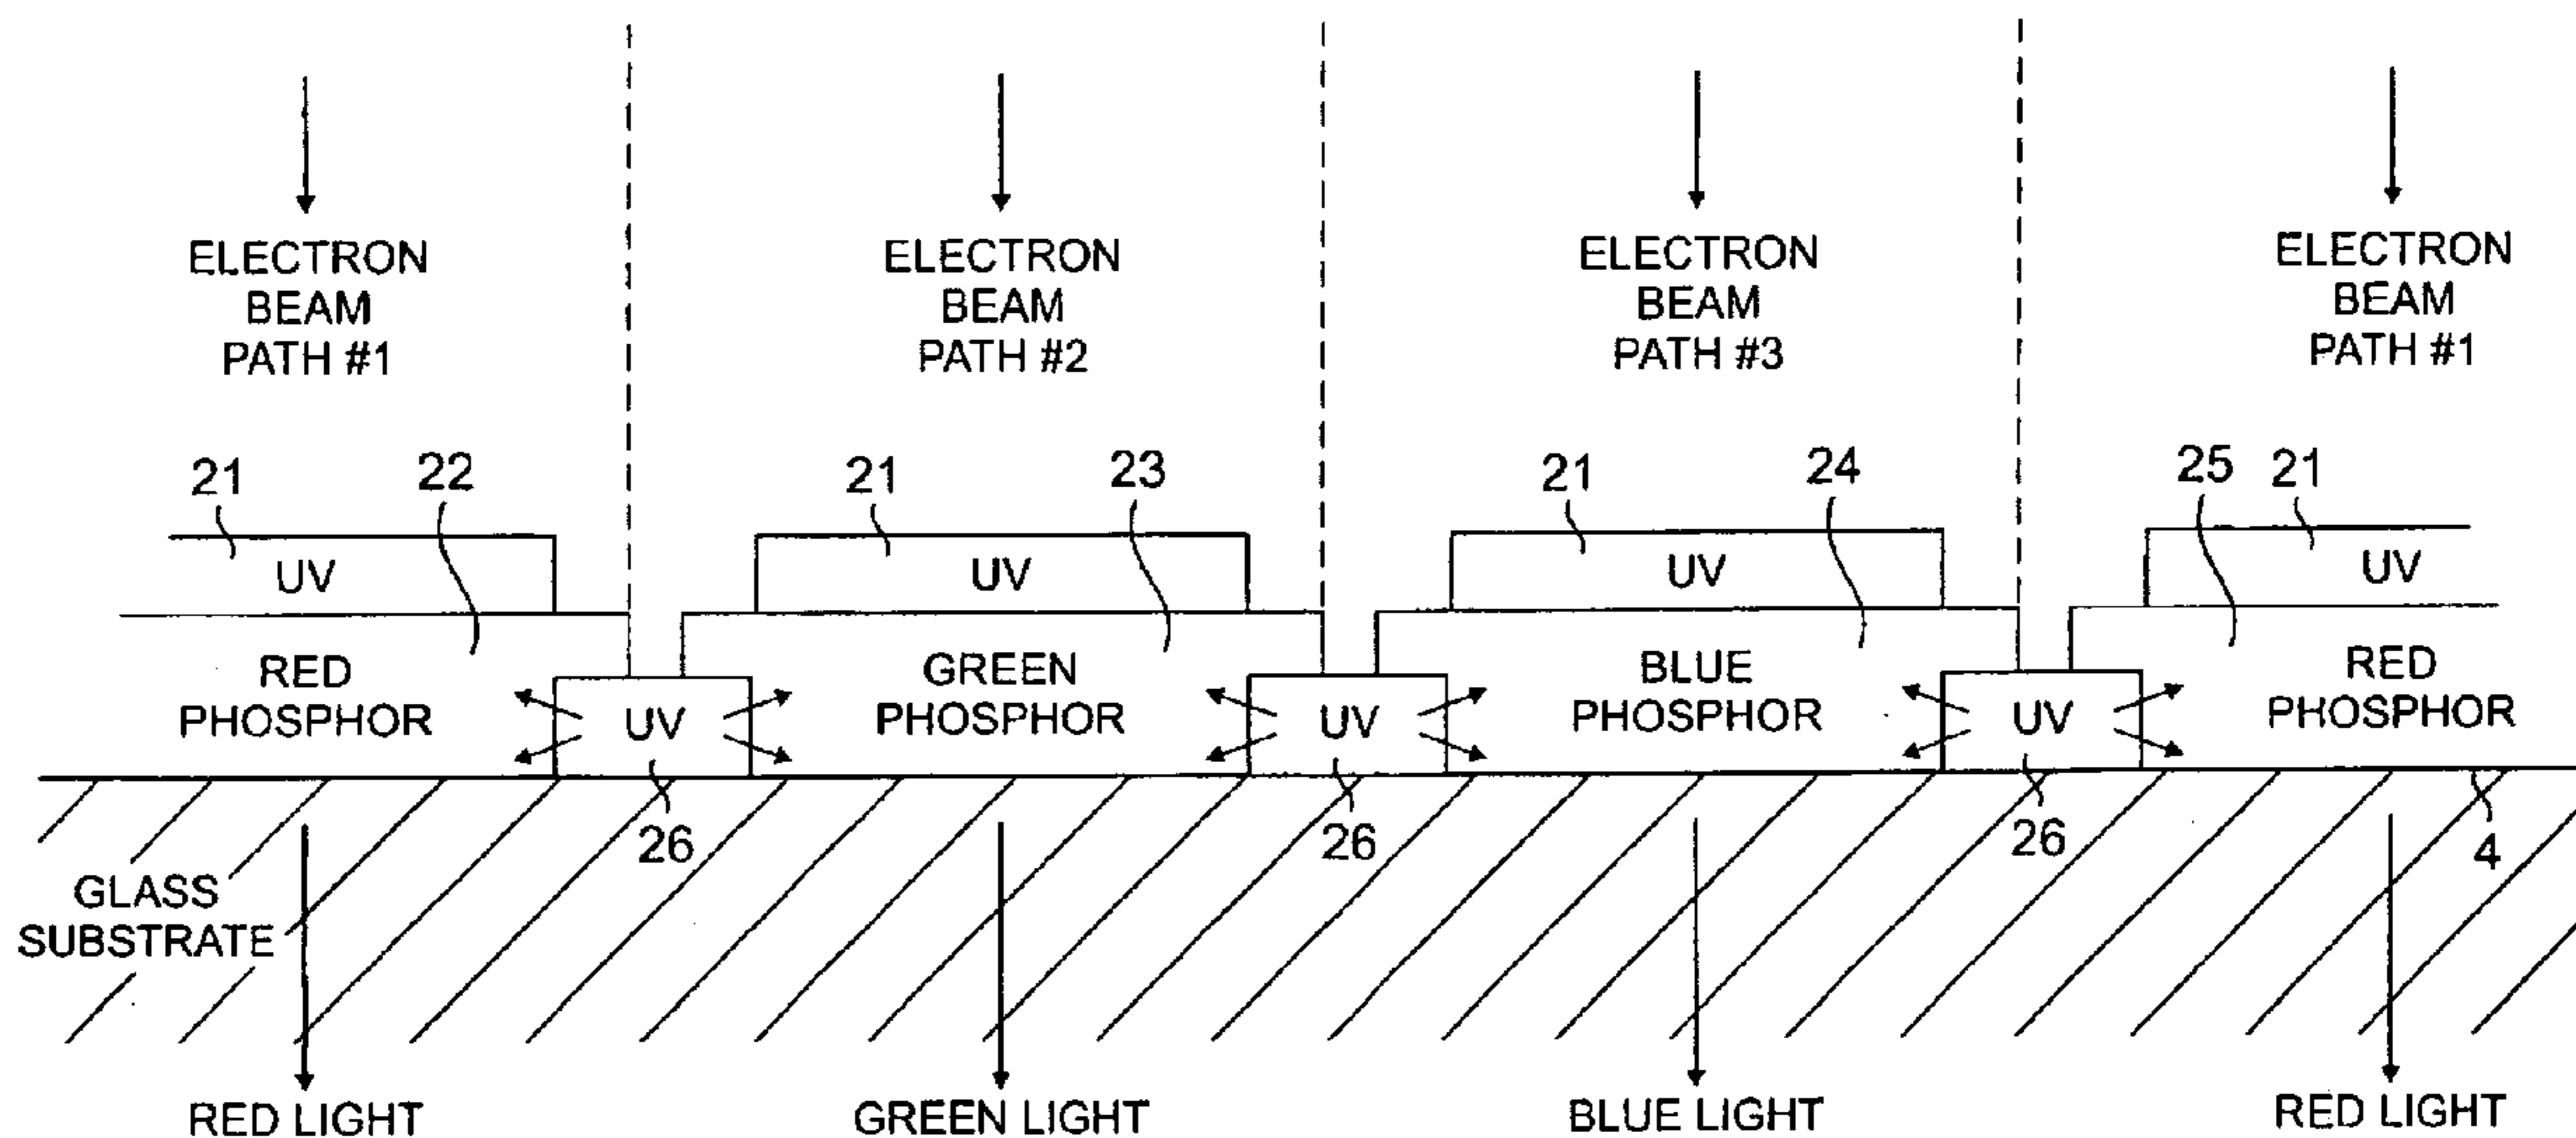 ELECTRON
BEAM
PATH #1
ELECTRON
BEAM
PATH #2
ELECTRON
BEAM
PATH #3
ELECTRON
BEAM
PATH #1
21
22
21
23
21
24
25
21
UV
UV
UV
UV
RED
PHOSPHOR
UV
GREEN
PHOSPHOR
UV
BLUE
PHOSPHOR
UV
RED
PHOSPHOR
26
26
26
4
GLASS
SUBSTRATE
RED LIGHT
GREEN LIGHT
BLUE LIGHT
RED LIGHT